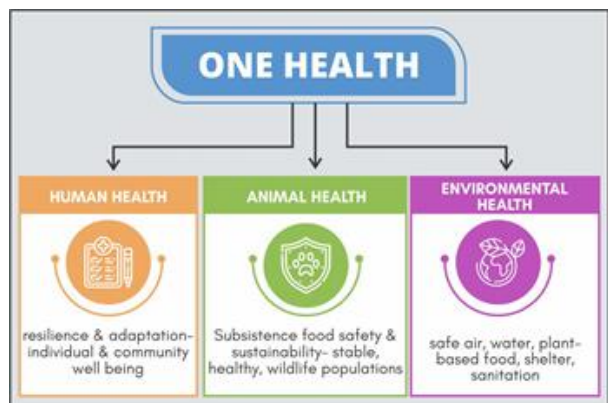 ONE HEALTH
HUMAN HEALTH
resilience & adaptation-
individual & community
well being
ANIMAL HEALTH
Subsistence food safety &
sustainability- stable,
healthy, wildlife populations
ENVIRONMENTAL
HEALTH
safe air, water, plant-
based food, shelter,
sanitation